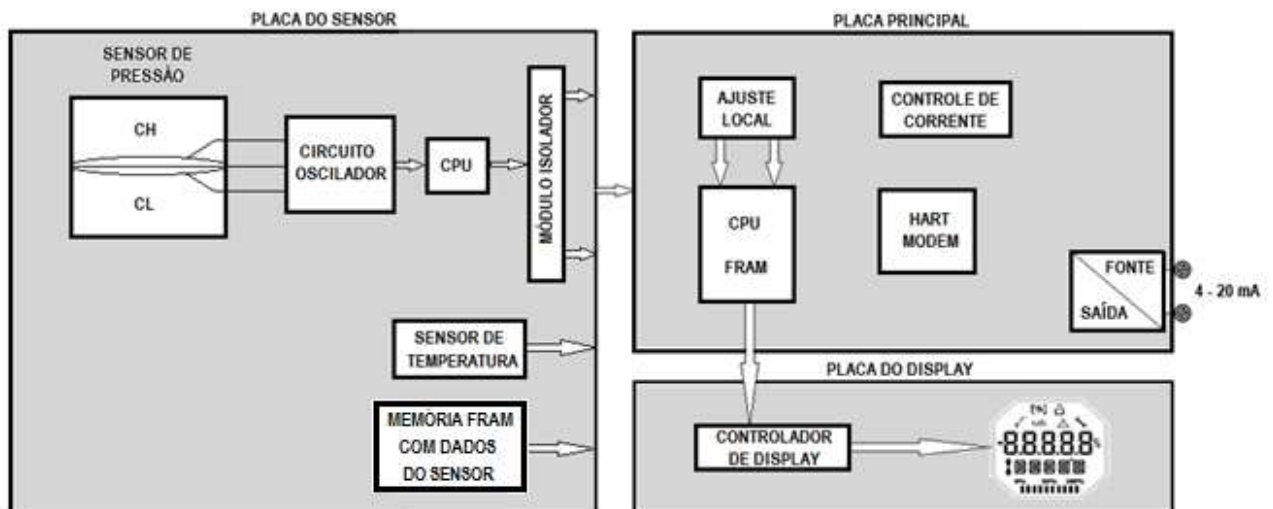 PLACA DO SENSOR
SENSOR DE
PRESSÃO
CH
CL
CIRCUITO
OSCILADOR
CPU
MÓDULO ISOLADOR
SENSOR DE
TEMPERATURA
MEMÓRIA FRAM
COM DADOS
DO SENSOR
PLACA PRINCIPAL
AJUSTE
LOCAL
CONTROLE DE
CORRENTE
CPU
FRAM
HART
MODEM
FONTE
SAÍDA
4 - 20 mA
PLACA DO DISPLAY
CONTROLADOR
DE DISPLAY
[%]
-8.8.8.8.8%